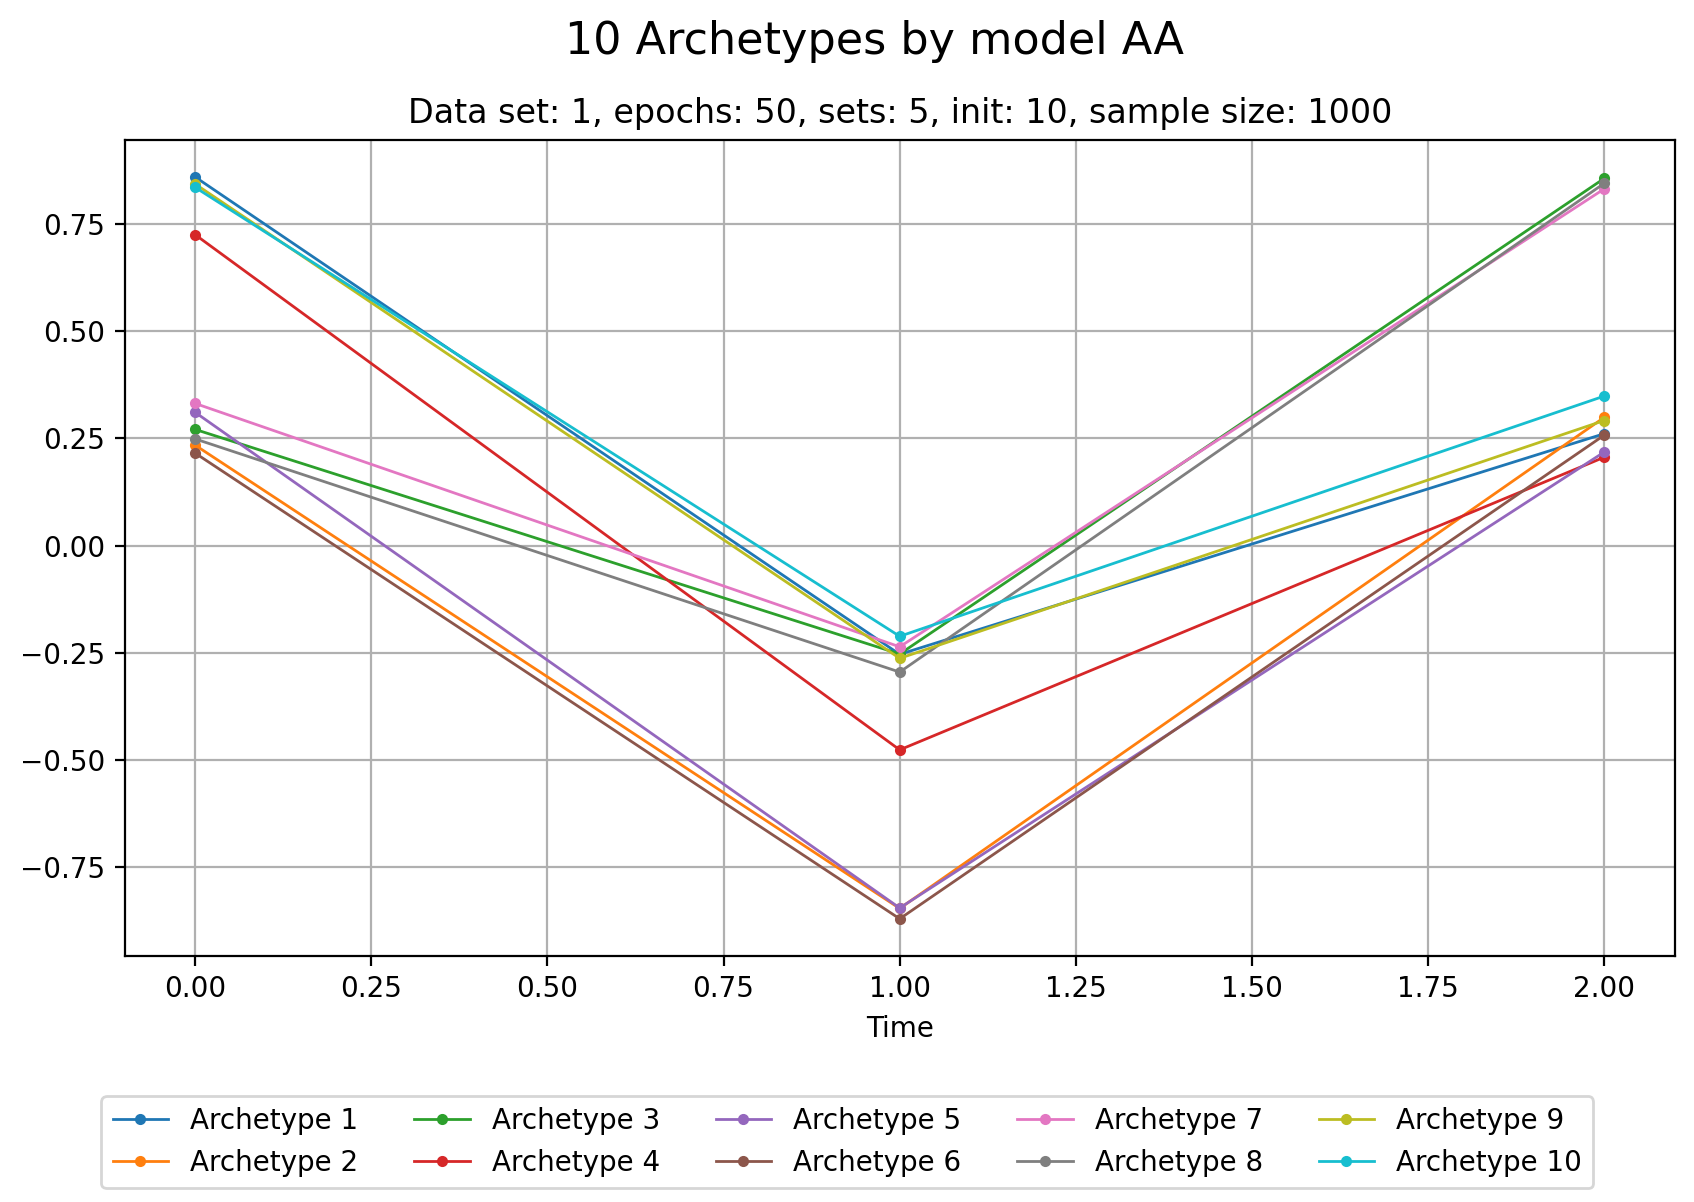 10 Archetypes by model AA
Data set: 1, epochs: 50, sets: 5, init: 10, sample size: 1000
0.75
0.50
0.25
0.00
−0.25
−0.50
−0.75
0.00 0.25 0.50 0.75 1.00 1.25 1.50 1.75 2.00
Time
Archetype 1 Archetype 3 Archetype 5 Archetype 7 Archetype 9
Archetype 2 Archetype 4 Archetype 6 Archetype 8 Archetype 10